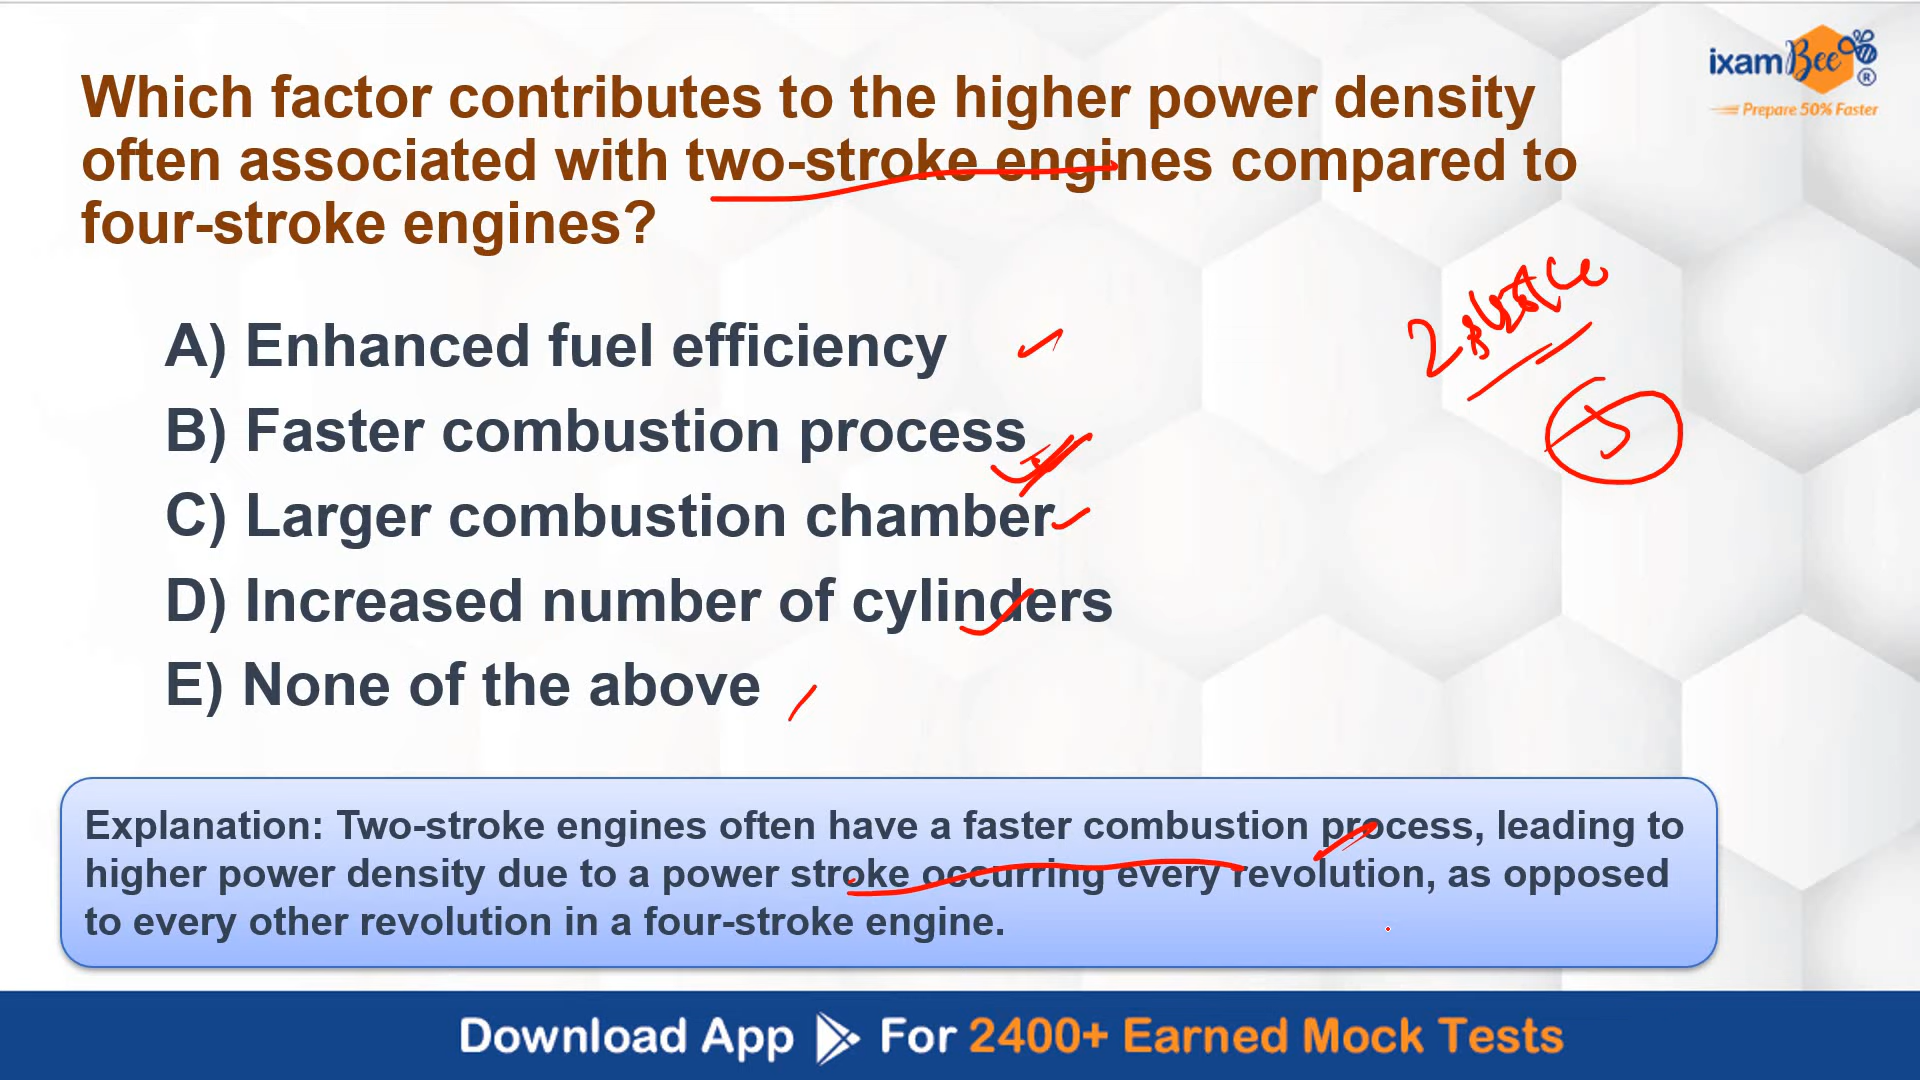 ixamBee
®
Prepare 50% Faster
Which factor contributes to the higher power density
often associated with two-stroke engines compared to
four-stroke engines?
A) Enhanced fuel efficiency
B) Faster combustion process
C) Larger combustion chamber
D) Increased number of cylinders
E) None of the above
Explanation: Two-stroke engines often have a faster combustion process, leading to
higher power density due to a power stroke occurring every revolution, as opposed
to every other revolution in a four-stroke engine.
Download App For 2400+ Earned Mock Tests